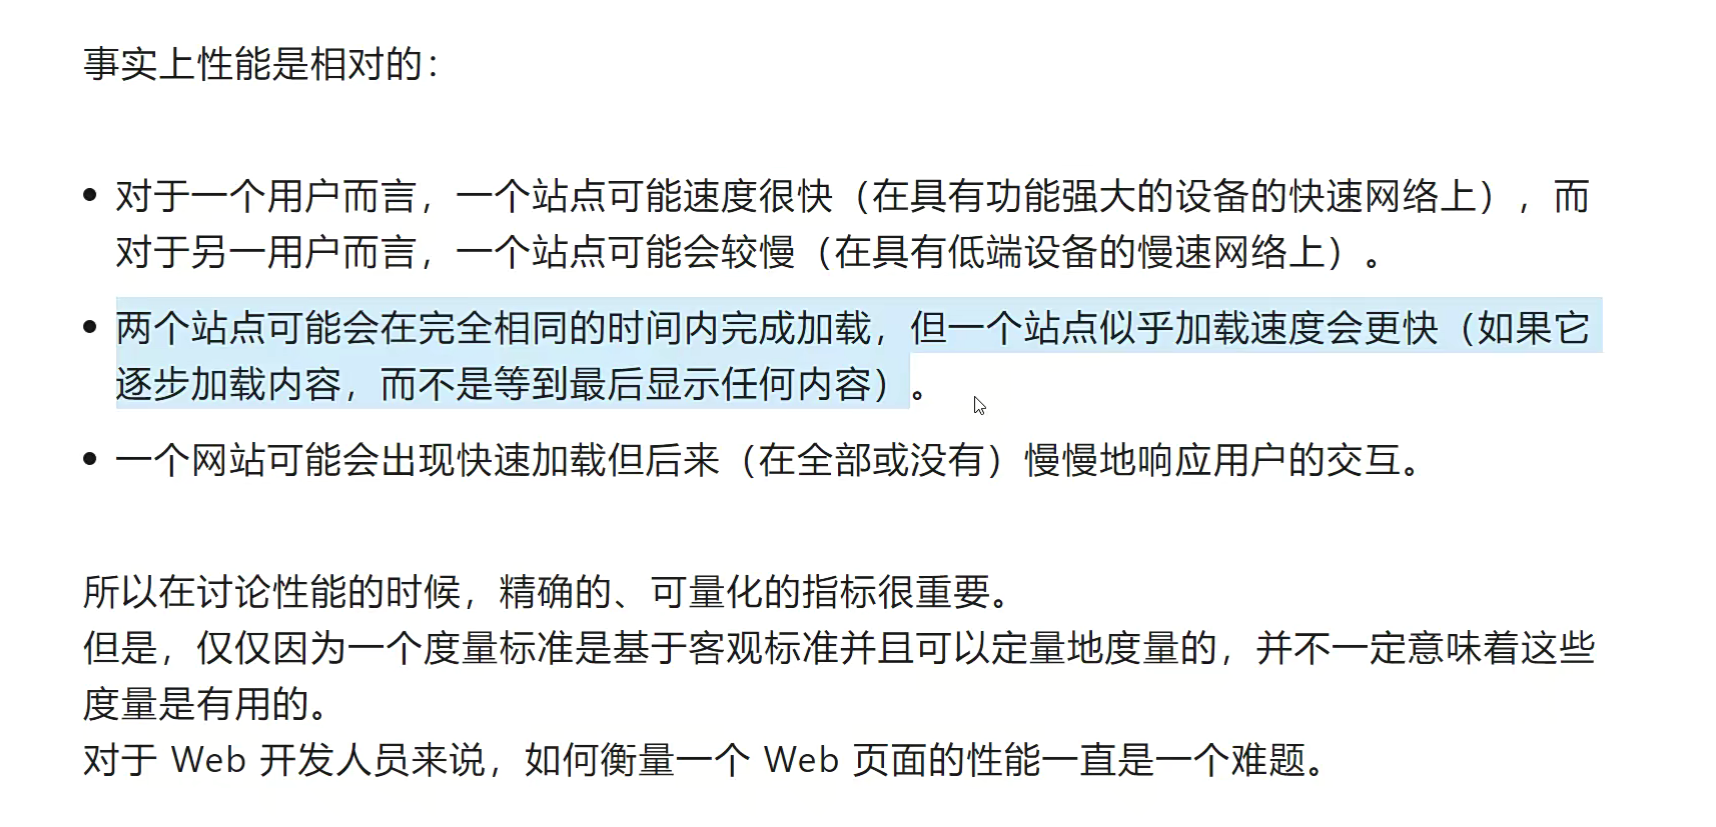 事实上性能是相对的：
对于一个用户而言，一个站点可能速度很快（在具有功能强大的设备的快速网络上），而
对于另一用户而言，一个站点可能会较慢（在具有低端设备的慢速网络上）。
两个站点可能会在完全相同的时间内完成加载，但一个站点似乎加载速度会更快（如果它
逐步加载内容，而不是等到最后显示任何内容）。
一个网站可能会出现快速加载但后来（在全部或没有）慢慢地响应用户的交互。
所以在讨论性能的时候，精确的、可量化的指标很重要。
但是，仅仅因为一个度量标准是基于客观标准并且可以定量地度量的，并不一定意味着这些
度量是有用的。
对于 Web 开发人员来说，如何衡量一个 Web 页面的性能一直是一个难题。